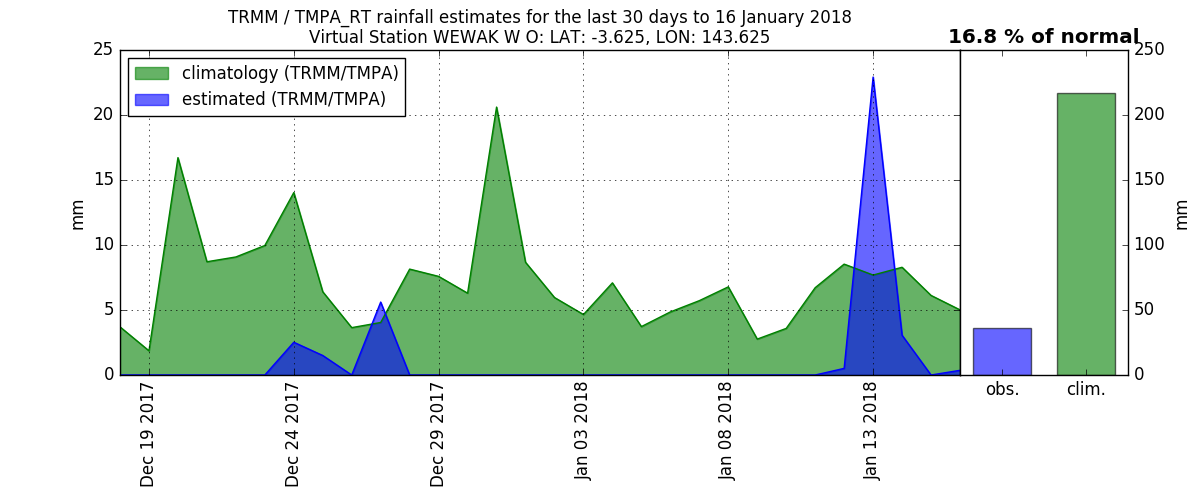 TRMM / TMPA_RT rainfall estimates for the last 30 days to 16 January 2018
Virtual Station WEWAK W O: LAT: -3.625, LON: 143.625
16.8 % of normal
climatology (TRMM/TMPA)
estimated (TRMM/TMPA)
mm
25
20
15
10
5
0
Dec 19 2017
Dec 24 2017
Dec 29 2017
Jan 03 2018
Jan 08 2018
Jan 13 2018
250
200
150
100
50
0
mm
obs.
clim.